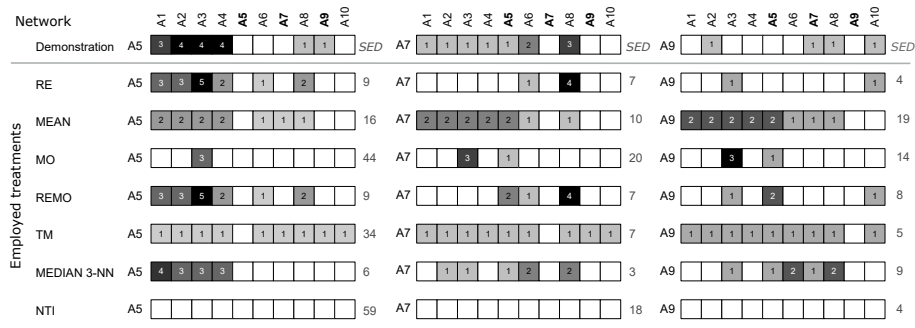 Network A1 A2 A3 A4 A5 A6 A7 A8 A9 A10 A1 A2 A3 A4 A5 A6 A7 A8 A9 A10 A1 A2 A3 A4 A5 A6 A7 A8 A9 A10
Demonstration A5 3 4 4 4 1 1 SED A7 1 1 1 1 1 2 3 SED A9 1 1 1 1 SED
Employed treatments
RE A5 3 3 5 2 1 2 9 A7 1 4 7 A9 1 1 4
MEAN A5 2 2 2 2 1 1 1 16 A7 2 2 2 2 2 1 1 10 A9 2 2 2 2 2 1 1 1 19
MO A5 3 44 A7 3 1 20 A9 3 1 14
REMO A5 3 3 5 2 1 2 9 A7 2 1 4 7 A9 1 2 1 8
TM A5 1 1 1 1 1 1 1 1 1 34 A7 1 1 1 1 1 1 1 1 1 7 A9 1 1 1 1 1 1 1 1 1 5
MEDIAN 3-NN A5 4 3 3 3 6 A7 1 1 1 2 2 2 3 A9 1 1 2 1 2 9
NTI A5 59 A7 18 A9 4